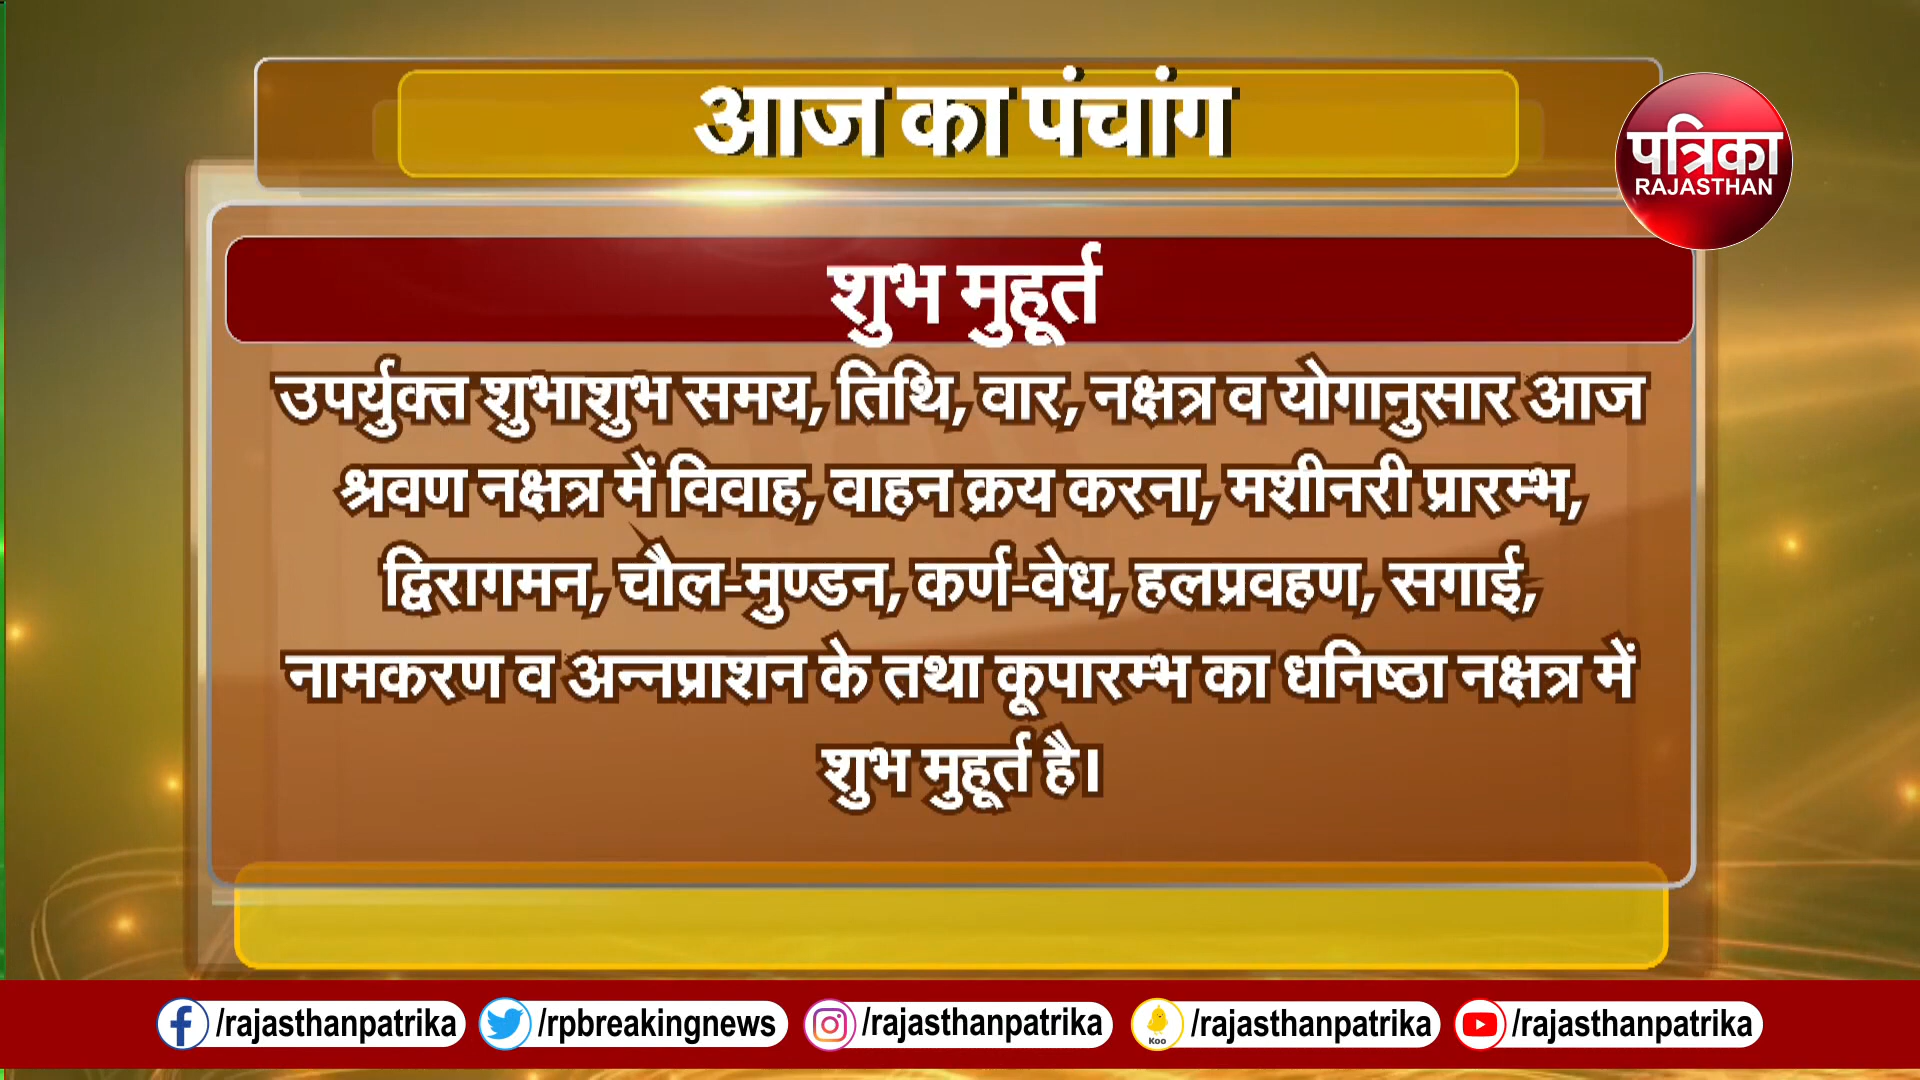 आज का पंचांग
पत्रिका
RAJASTHAN
शुभ मुहूर्त
उपर्युक्त शुभाशुभ समय, तिथि, वार, नक्षत्र व योगानुसार आज
श्रवण नक्षत्र में विवाह, वाहन क्रय करना, मशीनरी प्रारम्भ,
द्विरागमन, चौल-मुण्डन, कर्ण-वेध, हलप्रवहण, सगाई,
नामकरण व अन्नप्राशन के तथा कूपारम्भ का धनिष्ठा नक्षत्र में
शुभ मुहूर्त है।
/rajasthanpatrika /rpbreakingnews /rajasthanpatrika Koo /rajasthanpatrika /rajasthanpatrika